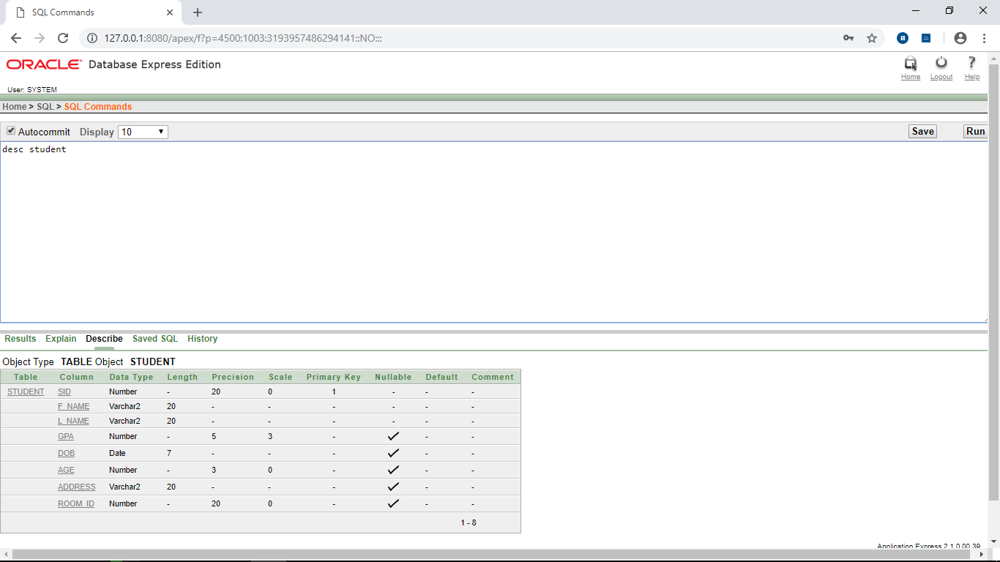 SQL Commands
127.0.0.1:8080/apex/f?p=4500:1003:3193957486294141::NO:::
ORACLE Database Express Edition
Home Logout Help
User: SYSTEM
Home > SQL > SQL Commands
Autocommit Display 10 Save Run
desc student
Results Explain Describe Saved SQL History
Object Type TABLE Object STUDENT
Table Column Data Type Length Precision Scale Primary Key Nullable Default Comment
STUDENT SID Number - 20 0 1 - - -
F_NAME Varchar2 20 - - - - - -
L_NAME Varchar2 20 - - - - - -
GPA Number - 5 3 - ✓ - -
DOB Date 7 - - - ✓ - -
AGE Number - 3 0 - ✓ - -
ADDRESS Varchar2 20 - - - ✓ - -
ROOM_ID Number - 20 0 - ✓ - -
1 - 8
Application Express 2.1.0.00.39